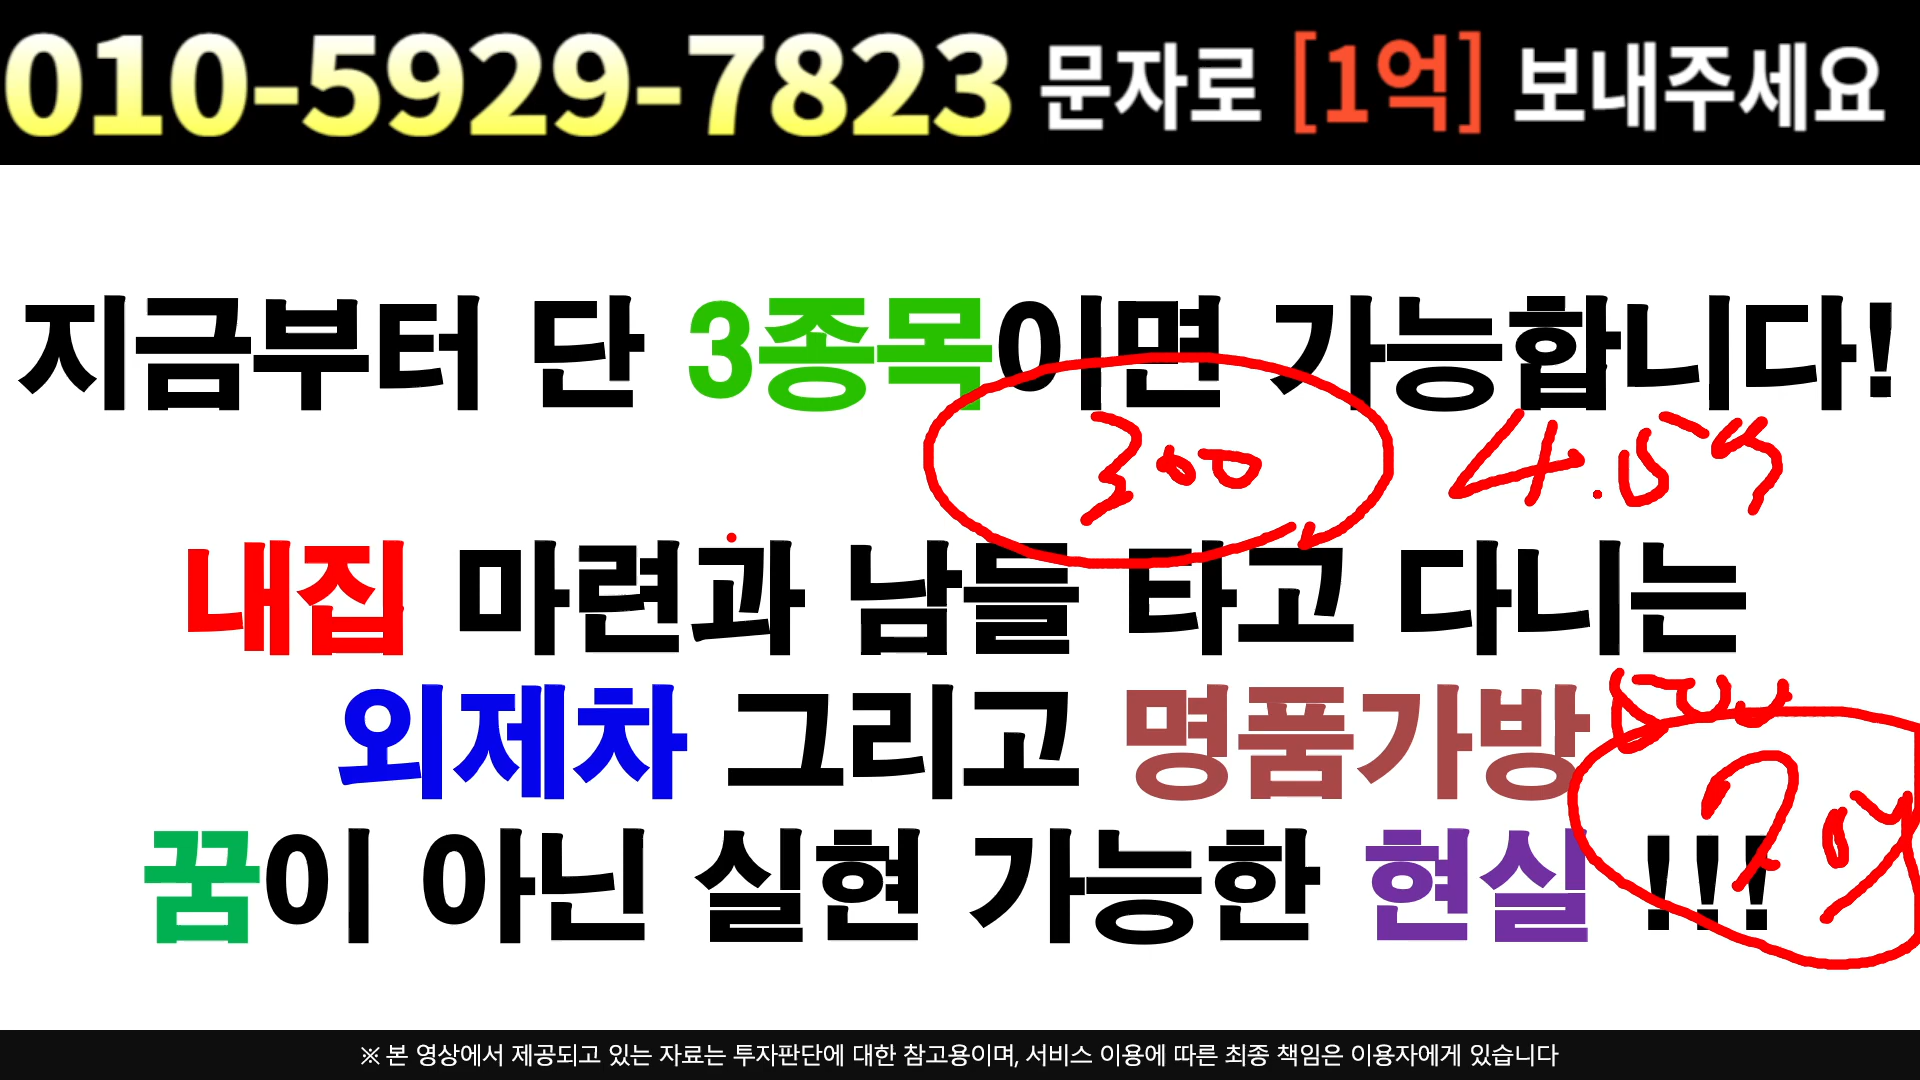 010-5929-7823 문자로 [1억] 보내주세요
지금부터 단 3종목이면 가능합니다!
300
4.5억
내집 마련과 남들 타고 다니는
외제차 그리고 명품가방
500
꿈이 아닌 실현 가능한 현실 !!!
※ 본 영상에서 제공되고 있는 자료는 투자판단에 대한 참고용이며, 서비스 이용에 따른 최종 책임은 이용자에게 있습니다